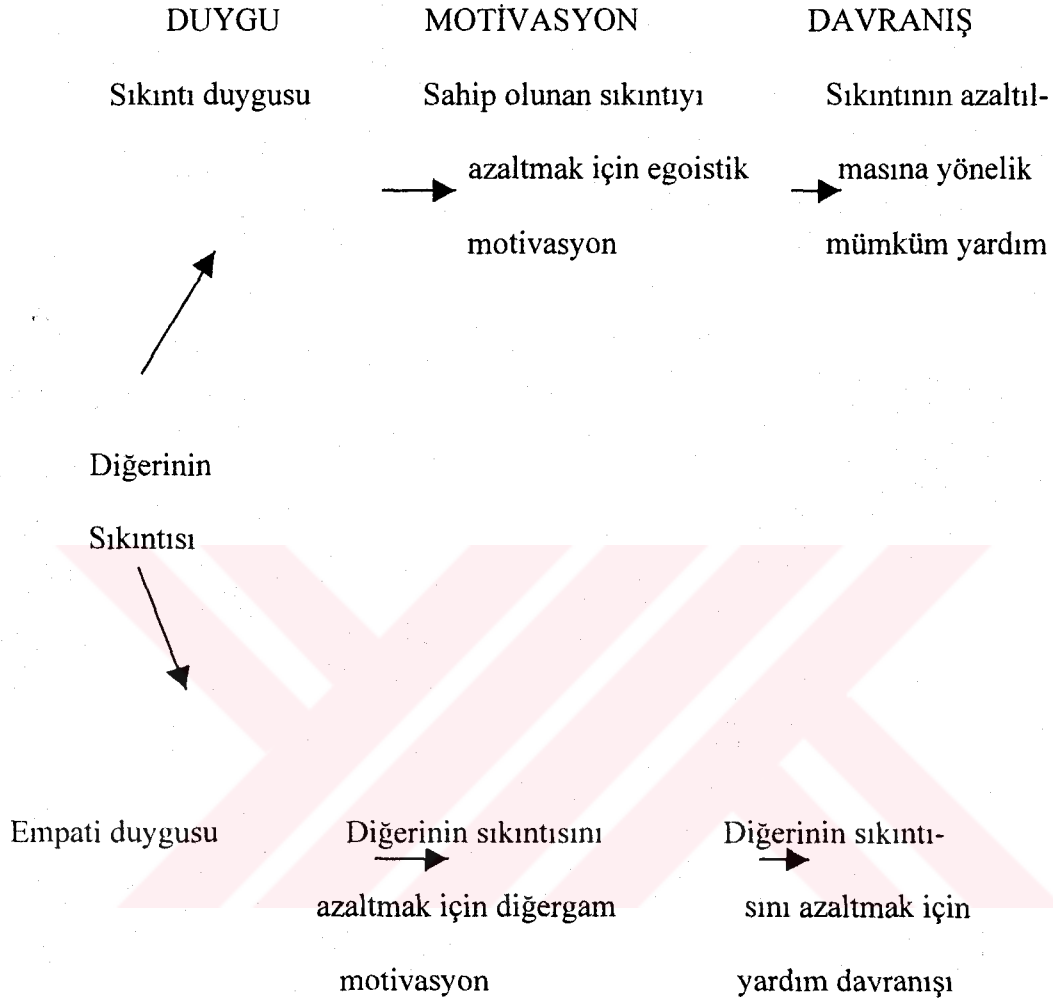 DUYGU MOTİVASYON DAVRANIŞ
Sıkıntı duygusu Sahip olunan sıkıntıyı Sıkıntının azaltıl-
azaltmak için egoistik masına yönelik
motivasyon mümküm yardım
Diğerinin
Sıkıntısı
Empati duygusu Diğerinin sıkıntısını Diğerinin sıkıntı-
azaltmak için diğergam sını azaltmak için
motivasyon yardım davranışı